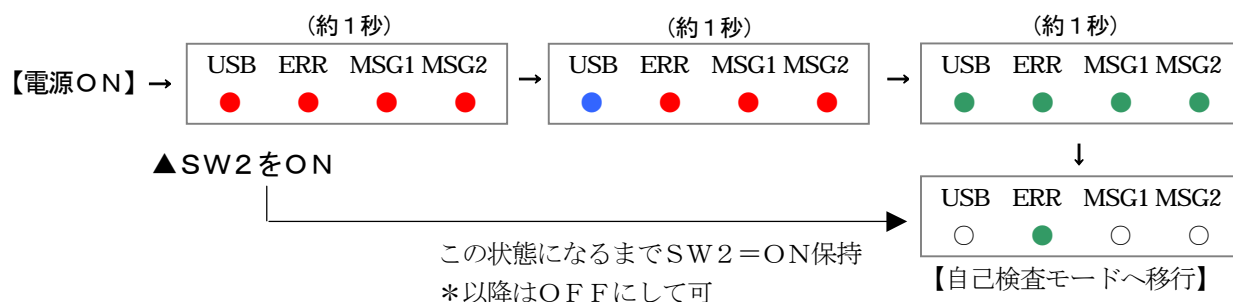 (約1秒) (約1秒) (約1秒)
【電源ON】→ USB ERR MSG1 MSG2 → USB ERR MSG1 MSG2 → USB ERR MSG1 MSG2
● ● ● ● ● ● ● ● ● ● ● ●
▲SW2をON ↓
USB ERR MSG1 MSG2
○ ● ○ ○
この状態になるまでSW2=ON保持
【自己検査モードへ移行】
*以降はOFFにして可